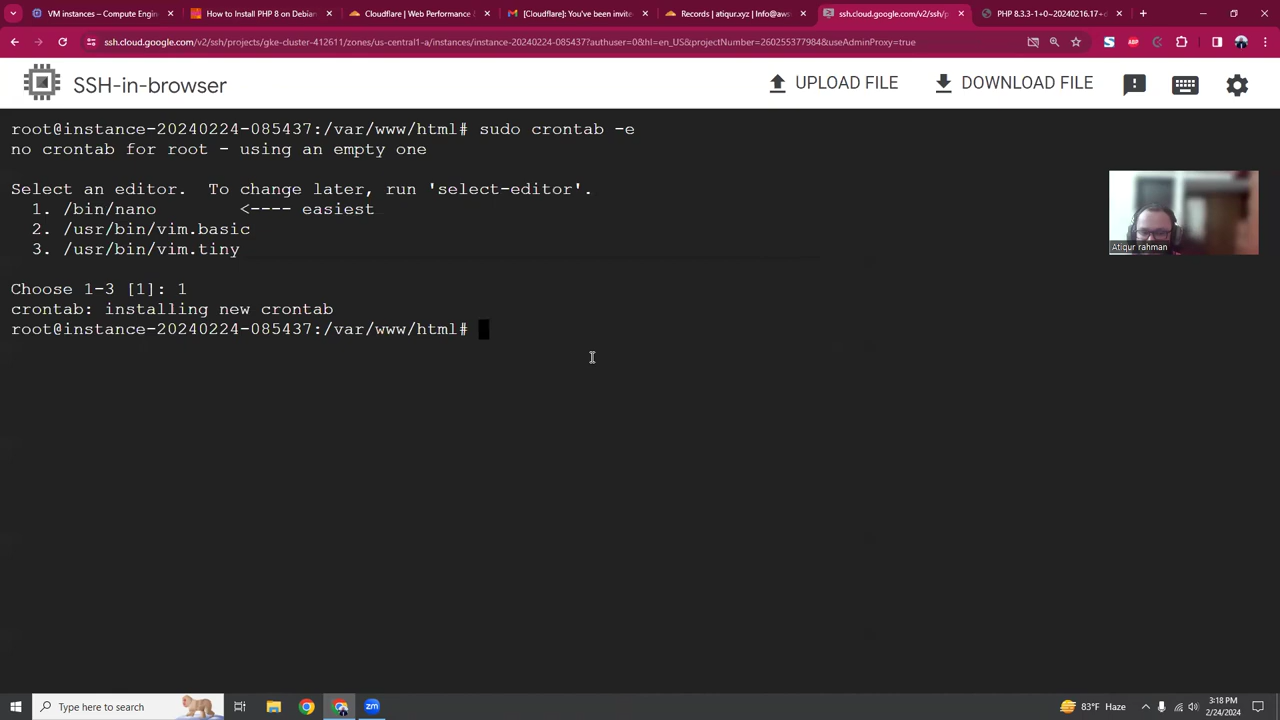 VM instances – Compute Engin
How to Install PHP 8 on Debian
Cloudflare | Web Performance &
[Cloudflare]: You've been invite
Records | atiqur.xyz | Info@aws
ssh.cloud.google.com/v2/ssh/p
PHP 8.3.3-1+0~20240216.17+d
ssh.cloud.google.com/v2/ssh/projects/gke-cluster-412611/zones/us-central1-a/instances/instance-20240224-085437?authuser=0&hl=en_US&projectNumber=260255377984&useAdminProxy=true
SSH-in-browser
UPLOAD FILE
DOWNLOAD FILE
root@instance-20240224-085437:/var/www/html# sudo crontab -e
no crontab for root - using an empty one
Select an editor. To change later, run 'select-editor'.
1. /bin/nano <---- easiest
2. /usr/bin/vim.basic
3. /usr/bin/vim.tiny
Choose 1-3 [1]: 1
crontab: installing new crontab
root@instance-20240224-085437:/var/www/html#
Atiqur rahman
Type here to search
83°F Haze
3:18 PM
2/24/2024